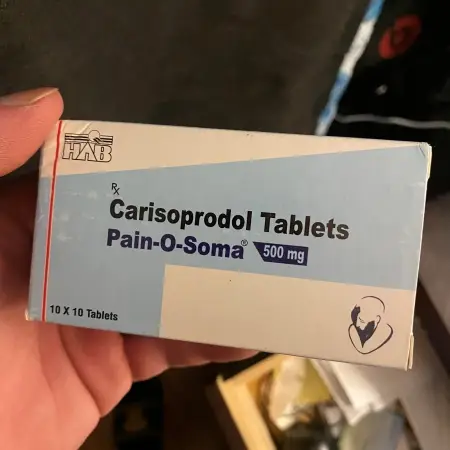 HAB
Rx
Carisoprodol Tablets
Pain-O-Soma® 500 mg
10 X 10 Tablets